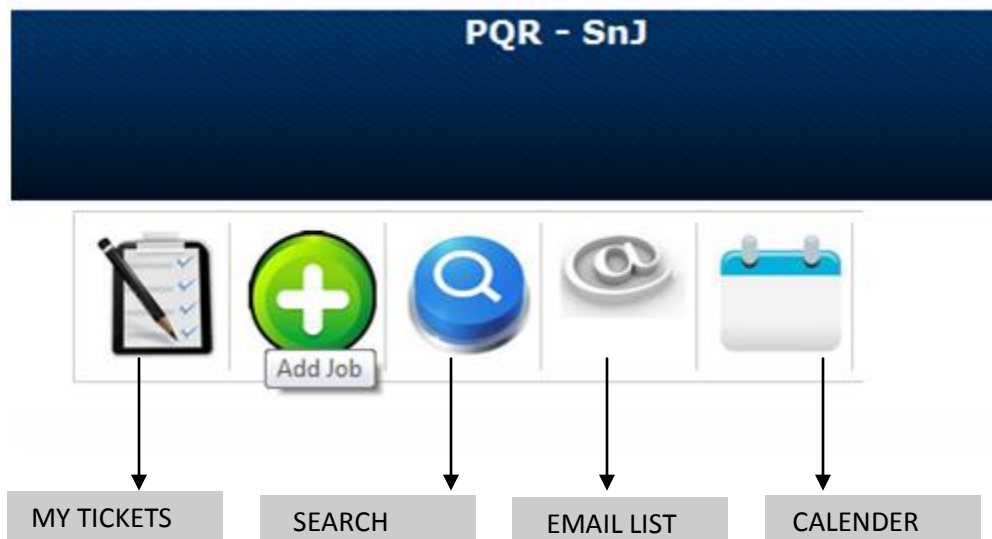 PQR - SnJ
Add Job
MY TICKETS
SEARCH
EMAIL LIST
CALENDER